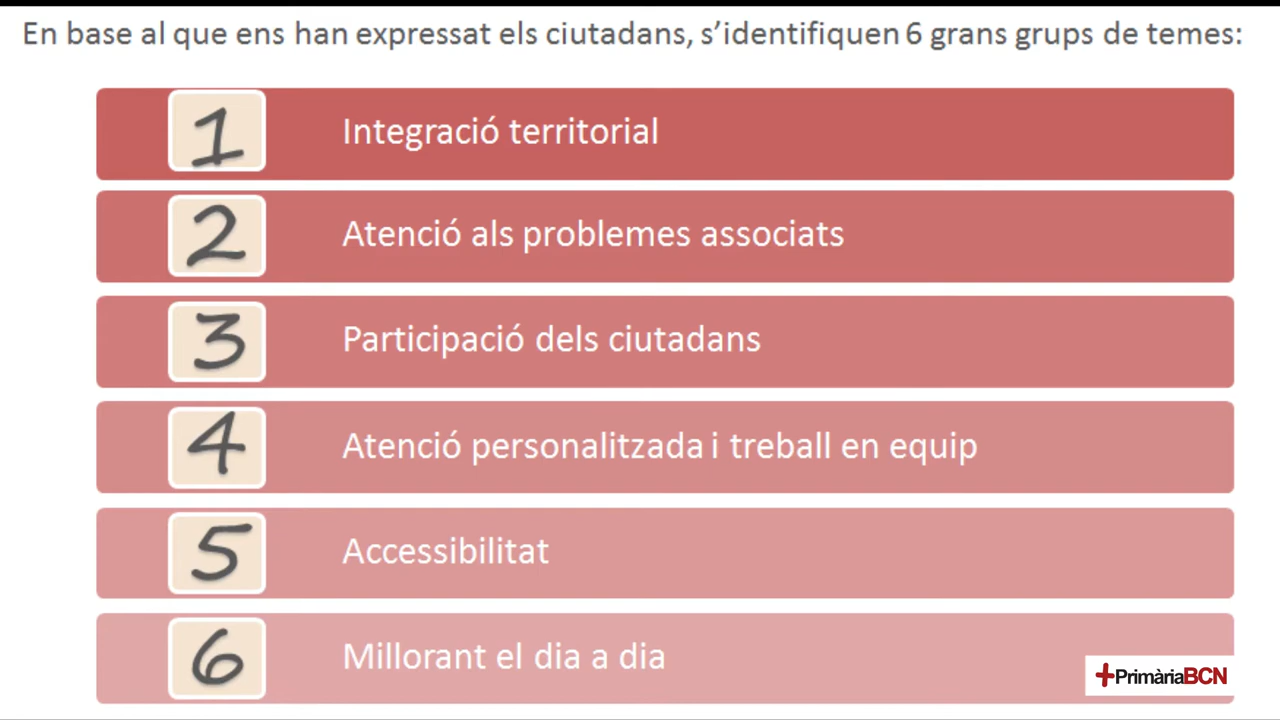 En base al que ens han expressat els ciutadans, s’identifiquen 6 grans grups de temes:
1 Integració territorial
2 Atenció als problemes associats
3 Participació dels ciutadans
4 Atenció personalitzada i treball en equip
5 Accessibilitat
6 Millorant el dia a dia
+PrimàriaBCN